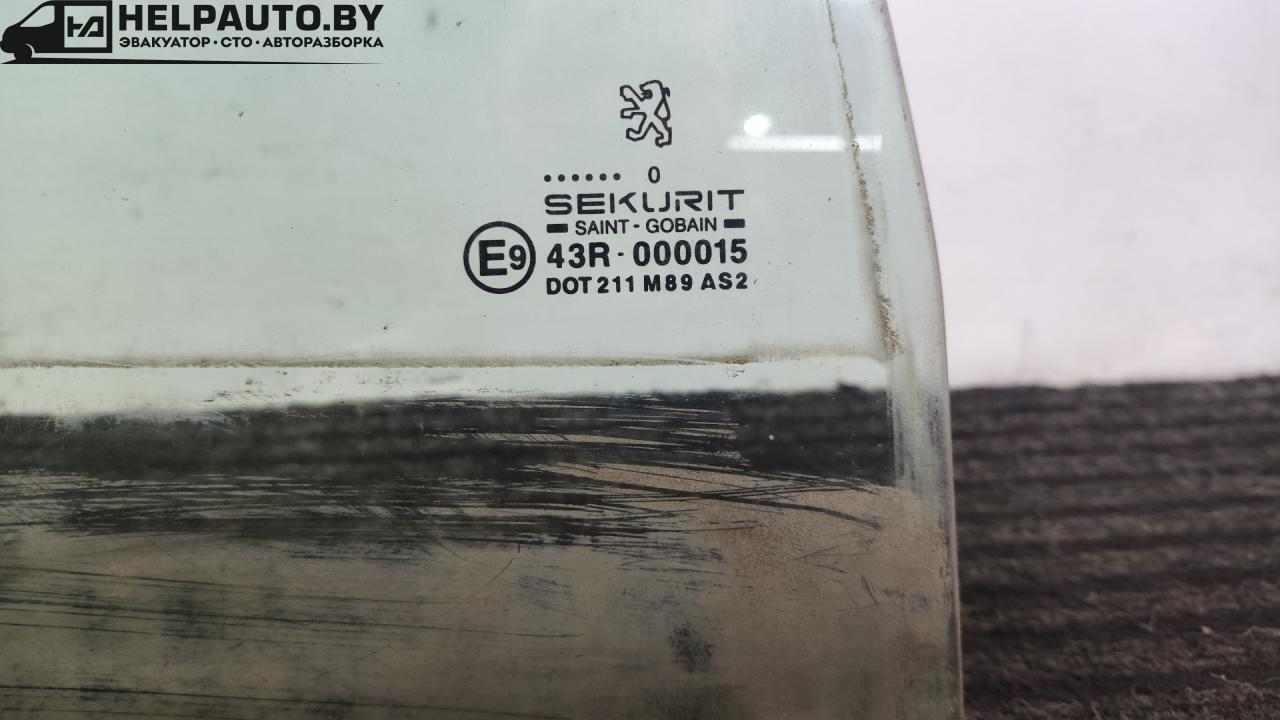 HELPAUTO.BY
ЭВАКУАТОР·СТО·АВТОРАЗБОРКА
...... 0
SEKURIT
SAINT - GOBAIN
E9 43R - 000015
DOT 211 M89 AS2